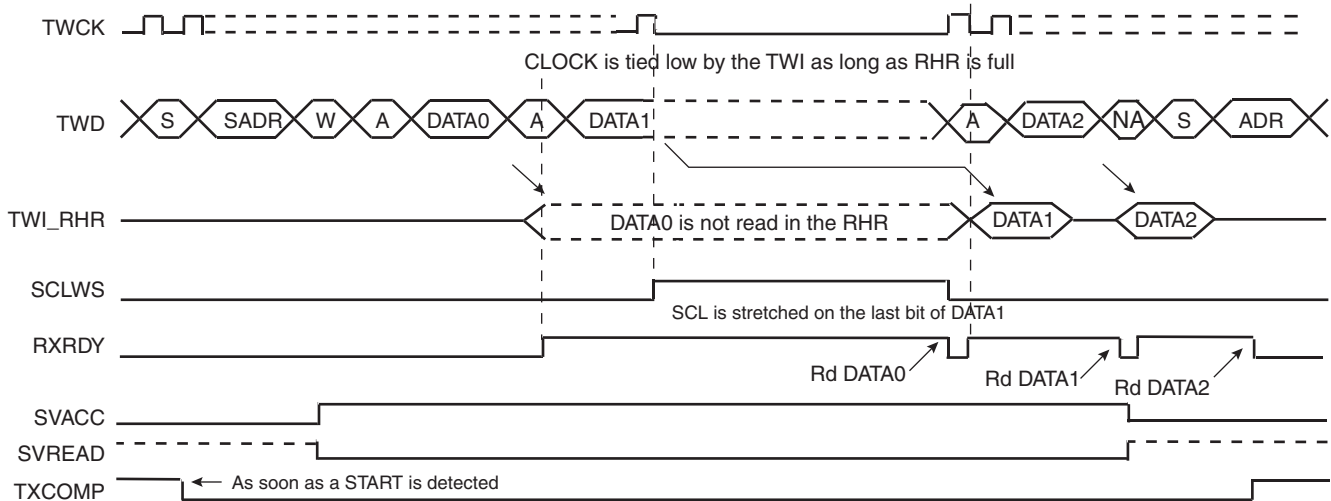 TWCK
CLOCK is tied low by the TWI as long as RHR is full
TWD S SADR W A DATA0 A DATA1 A DATA2 NA S ADR
TWI_RHR DATA0 is not read in the RHR DATA1 DATA2
SCLWS
SCL is stretched on the last bit of DATA1
RXRDY
Rd DATA0 Rd DATA1 Rd DATA2
SVACC
SVREAD
TXCOMP As soon as a START is detected